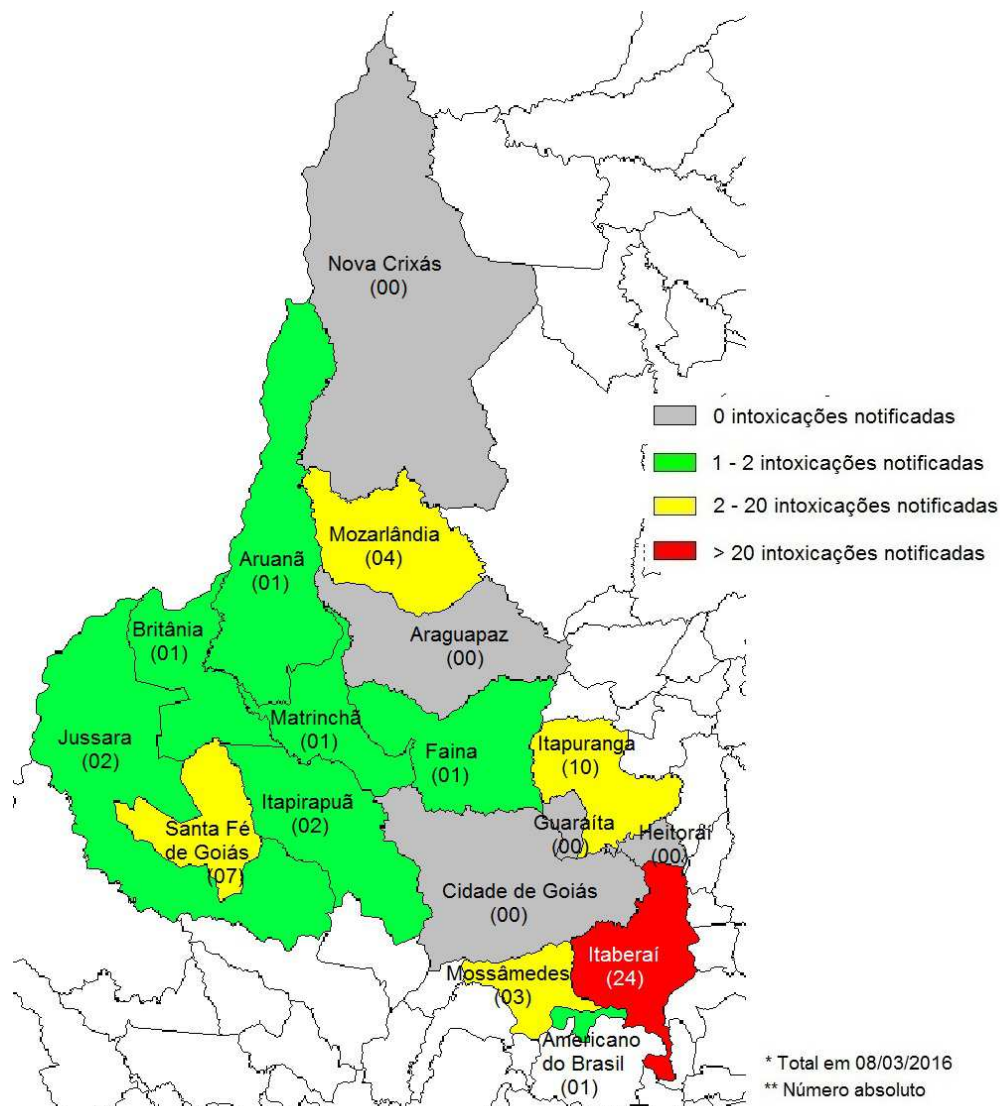 Nova Crixás
(00)
0 intoxicações notificadas
1 - 2 intoxicações notificadas
2 - 20 intoxicações notificadas
> 20 intoxicações notificadas
Mozarlândia
(04)
Aruanã
(01)
Britânia
(01)
Araguapaz
(00)
Jussara
(02)
Matrinchã
(01)
Faina
(01)
Itapuranga
(10)
Santa Fé
de Goiás
(07)
Itapirapuã
(02)
Guaraíta
(00)
Heitoraí
(00)
Cidade de Goiás
(00)
Itaberaí
(24)
Mossâmedes
(03)
Americano
do Brasil
(01)
* Total em 08/03/2016
** Número absoluto